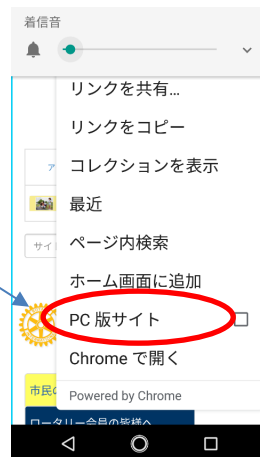 着信音
リンクを共有...
リンクをコピー
コレクションを表示
ア
最近
ページ内検索
サイ
ホーム画面に追加
PC 版サイト
Chrome で開く
市民の
Powered by Chrome
ロータリー会員の皆様へ